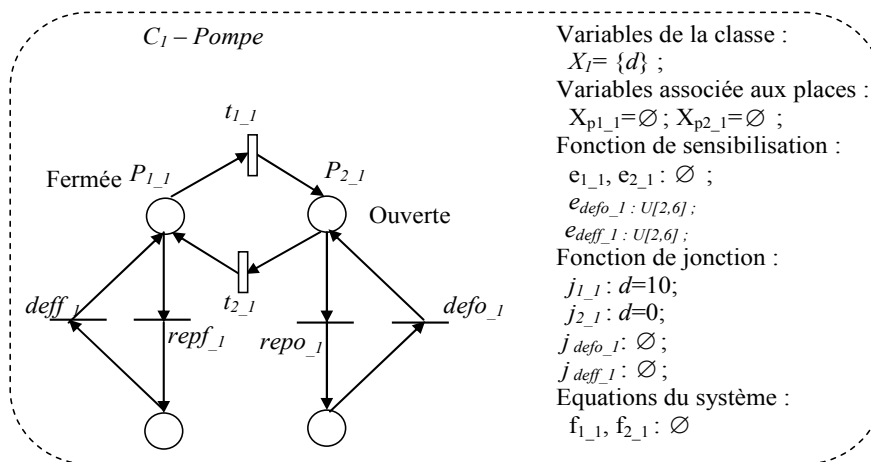 C1 – Pompe
t1_1
Fermée P1_1
P2_1
Ouverte
t2_1
deff_1
repf_1
repo_1
defo_1
Variables de la classe :
X1= {d} ;
Variables associée aux places :
Xp1_1=∅ ; Xp2_1=∅ ;
Fonction de sensibilisation :
e1_1, e2_1 : ∅ ;
edefo_1 : U[2,6] ;
edeff_1 : U[2,6] ;
Fonction de jonction :
j1_1 : d=10;
j2_1 : d=0;
j defo_1 : ∅ ;
j deff_1 : ∅ ;
Equations du système :
f1_1, f2_1 : ∅